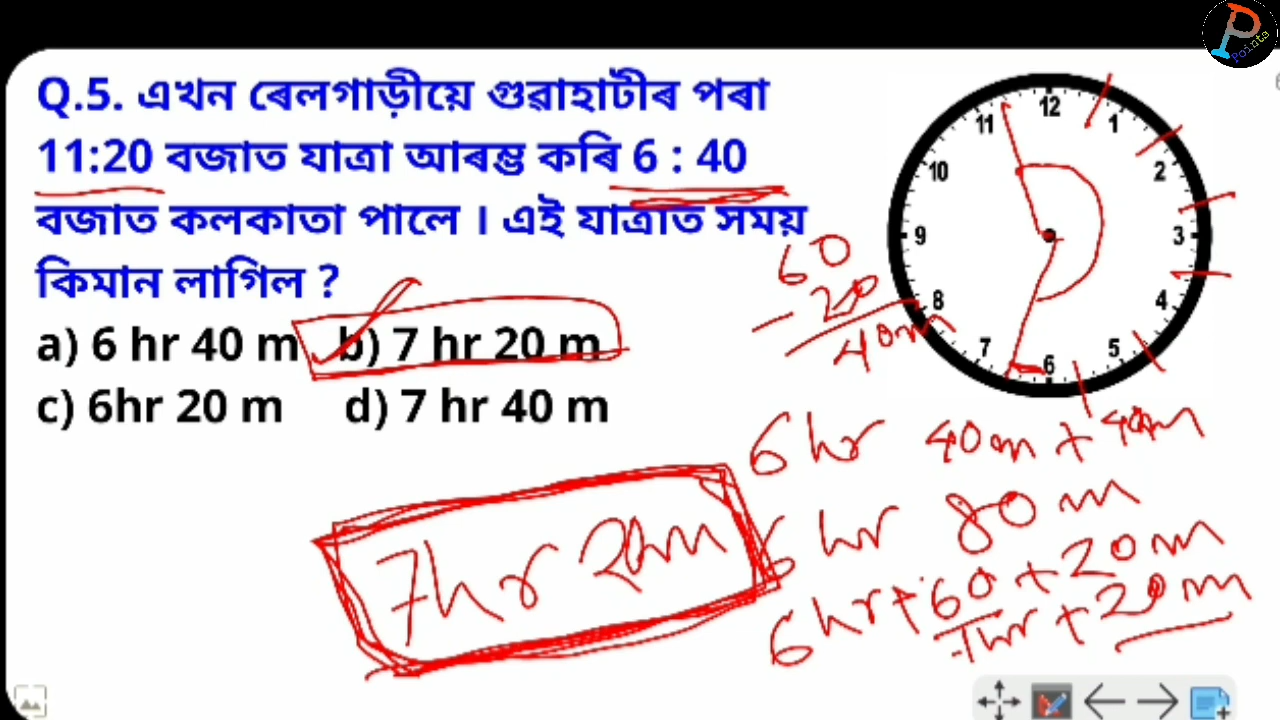 Q.5. এখন ৰেলগাড়ীয়ে গুৱাহাটীৰ পৰা
11:20 বজাত যাত্ৰা আৰম্ভ কৰি 6 : 40
বজাত কলকাতা পালে । এই যাত্ৰাত সময়
কিমান লাগিল ?
a) 6 hr 40 m b) 7 hr 20 m
c) 6hr 20 m d) 7 hr 40 m
12
1
2
3
4
5
6
7
8
9
10
11
60
- 20
40m
6 hr 40m + 40m
6 hr 80 m
6hr + 60 + 20m
1hr + 20m
7hr 20m
P
Points